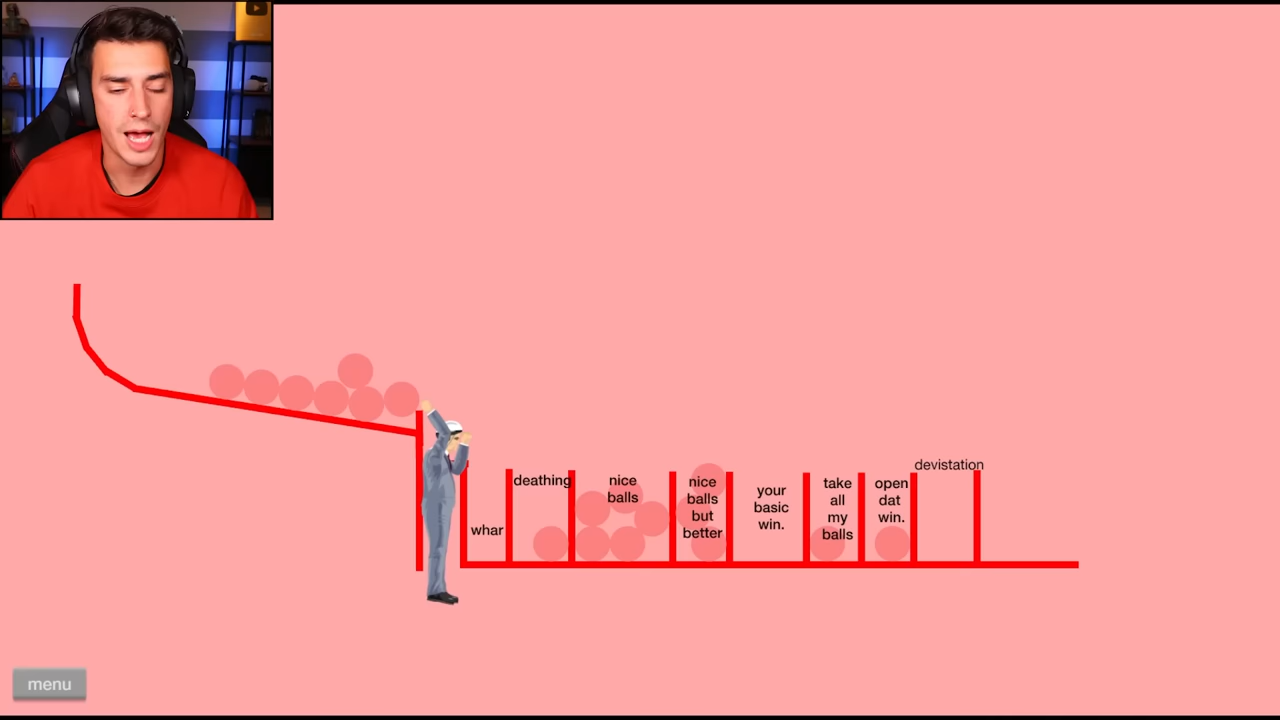 whar
deathing
nice
balls
nice
balls
but
better
your
basic
win.
take
all
my
balls
open
dat
win.
devistation
menu